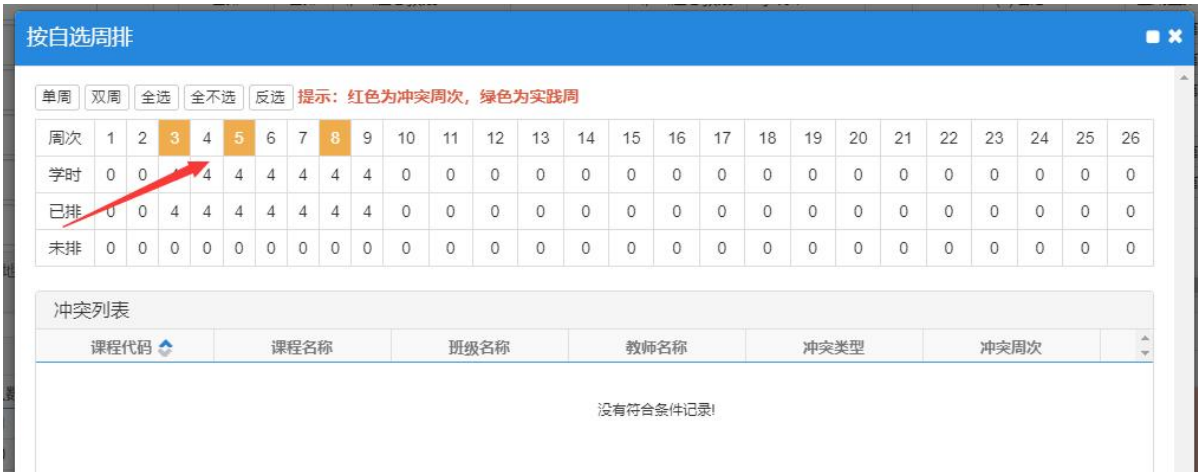 按自选周排
单周 双周 全选 全不选 反选 提示：红色为冲突周次，绿色为实践周
周次 1 2 3 4 5 6 7 8 9 10 11 12 13 14 15 16 17 18 19 20 21 22 23 24 25 26
学时 0 0 4 4 4 4 4 4 0 0 0 0 0 0 0 0 0 0 0 0 0 0 0 0 0
已排 0 0 4 4 4 4 4 4 4 0 0 0 0 0 0 0 0 0 0 0 0 0 0 0 0 0
未排 0 0 0 0 0 0 0 0 0 0 0 0 0 0 0 0 0 0 0 0 0 0 0 0 0 0
冲突列表
课程代码 课程名称 班级名称 教师名称 冲突类型 冲突周次
没有符合条件记录!